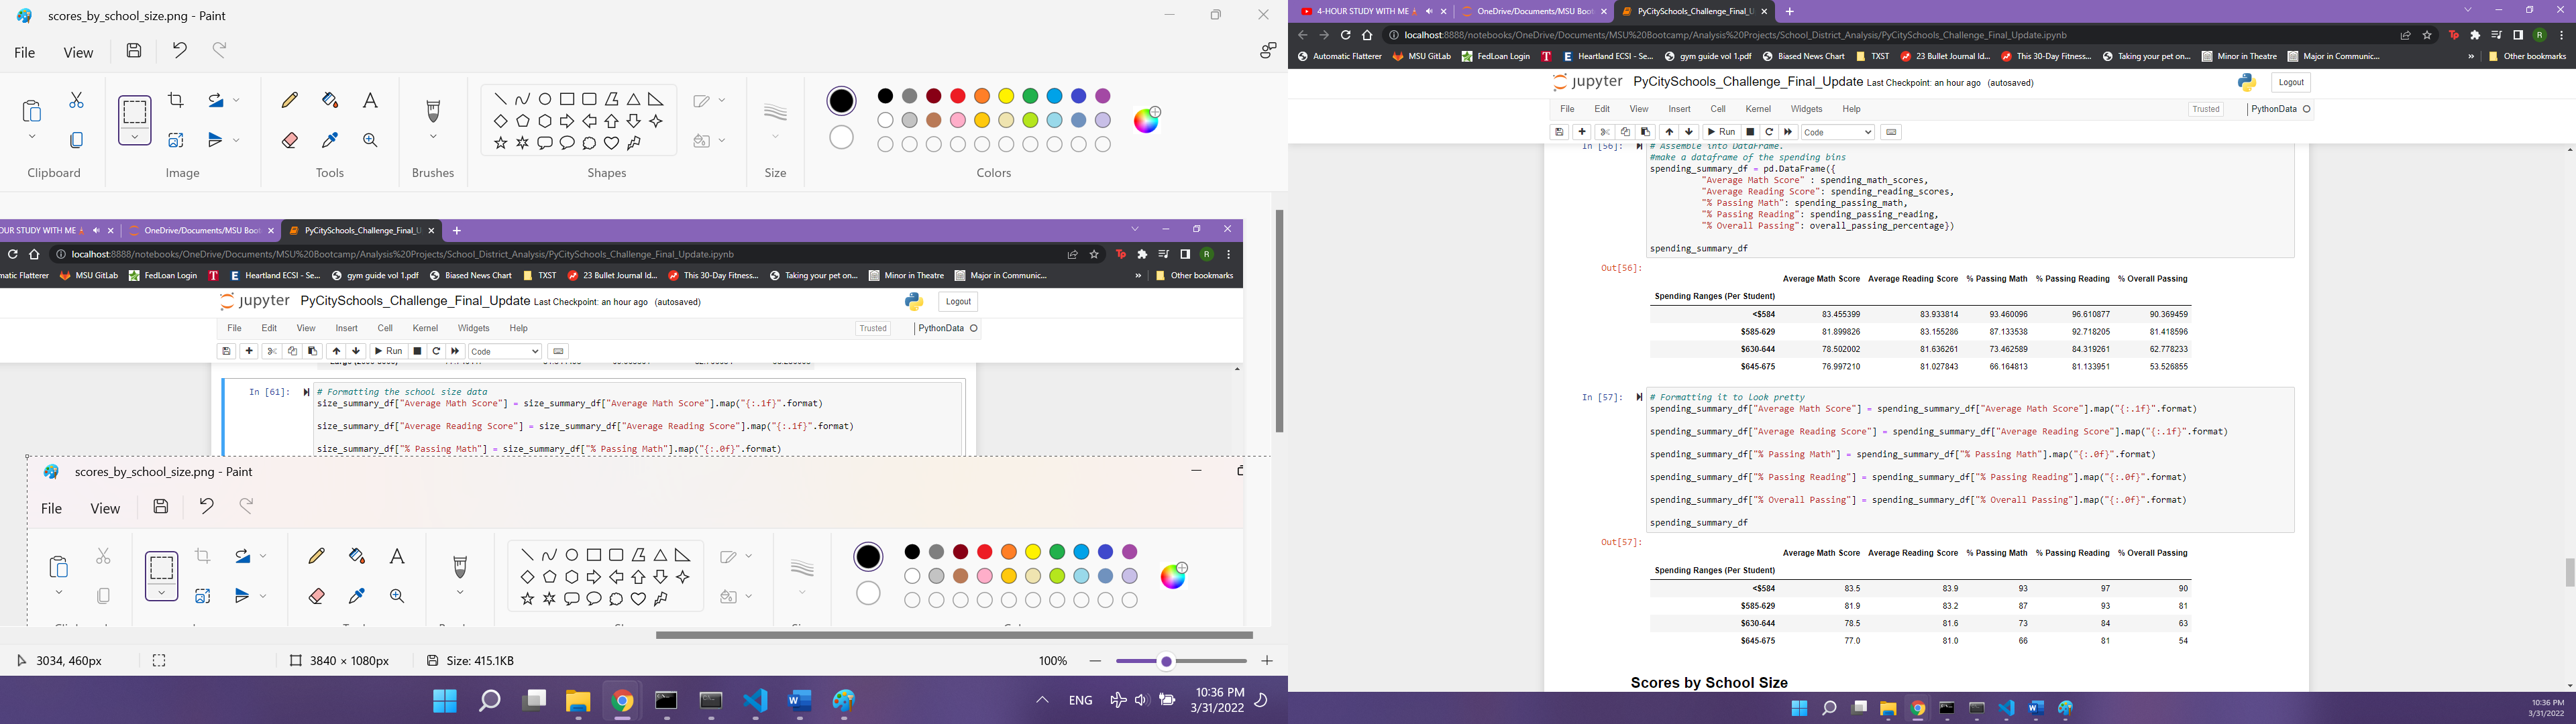 scores_by_school_size.png - Paint
File View
Clipboard Image Tools Brushes Shapes Size Colors
OUR STUDY WITH ME OneDrive/Documents/MSU Boot PyCitySchools_Challenge_Final_U
localhost:8888/notebooks/OneDrive/Documents/MSU%20Bootcamp/Analysis%20Projects/School_District_Analysis/PyCitySchools_Challenge_Final_Update.ipynb
matic Flatterer MSU GitLab FedLoan Login Heartland ECSI - Se... gym guide vol 1.pdf Biased News Chart TXST 23 Bullet Journal Id... This 30-Day Fitness... Taking your pet on... Minor in Theatre Major in Communic... » Other bookmarks
jupyter PyCitySchools_Challenge_Final_Update Last Checkpoint: an hour ago (autosaved) Logout
File Edit View Insert Cell Kernel Widgets Help Trusted PythonData
Run Code
In [61]: # Formatting the school size data
size_summary_df["Average Math Score"] = size_summary_df["Average Math Score"].map("{:.1f}".format)
size_summary_df["Average Reading Score"] = size_summary_df["Average Reading Score"].map("{:.1f}".format)
size_summary_df["% Passing Math"] = size_summary_df["% Passing Math"].map("{:.0f}".format)
scores_by_school_size.png - Paint
File View
3034, 460px 3840 × 1080px Size: 415.1KB 100%
ENG 10:36 PM
3/31/2022
4-HOUR STUDY WITH ME OneDrive/Documents/MSU Boot PyCitySchools_Challenge_Final_U
localhost:8888/notebooks/OneDrive/Documents/MSU%20Bootcamp/Analysis%20Projects/School_District_Analysis/PyCitySchools_Challenge_Final_Update.ipynb
Automatic Flatterer MSU GitLab FedLoan Login Heartland ECSI - Se... gym guide vol 1.pdf Biased News Chart TXST 23 Bullet Journal Id... This 30-Day Fitness... Taking your pet on... Minor in Theatre Major in Communic... » Other bookmarks
jupyter PyCitySchools_Challenge_Final_Update Last Checkpoint: an hour ago (autosaved) Logout
File Edit View Insert Cell Kernel Widgets Help Trusted PythonData
Run Code
In [56]: # Assemble into DataFrame.
#make a dataframe of the spending bins
spending_summary_df = pd.DataFrame({
"Average Math Score" : spending_math_scores,
"Average Reading Score": spending_reading_scores,
"% Passing Math": spending_passing_math,
"% Passing Reading": spending_passing_reading,
"% Overall Passing": overall_passing_percentage})
spending_summary_df
Out[56]:
Average Math Score Average Reading Score % Passing Math % Passing Reading % Overall Passing
Spending Ranges (Per Student)
<$584 83.455399 83.933814 93.460096 96.610877 90.369459
$585-629 81.899826 83.155286 87.133538 92.718205 81.418596
$630-644 78.502002 81.636261 73.462589 84.319261 62.778233
$645-675 76.997210 81.027843 66.164813 81.133951 53.526855
In [57]: # Formatting it to look pretty
spending_summary_df["Average Math Score"] = spending_summary_df["Average Math Score"].map("{:.1f}".format)
spending_summary_df["Average Reading Score"] = spending_summary_df["Average Reading Score"].map("{:.1f}".format)
spending_summary_df["% Passing Math"] = spending_summary_df["% Passing Math"].map("{:.0f}".format)
spending_summary_df["% Passing Reading"] = spending_summary_df["% Passing Reading"].map("{:.0f}".format)
spending_summary_df["% Overall Passing"] = spending_summary_df["% Overall Passing"].map("{:.0f}".format)
spending_summary_df
Out[57]:
Average Math Score Average Reading Score % Passing Math % Passing Reading % Overall Passing
Spending Ranges (Per Student)
<$584 83.5 83.9 93 97 90
$585-629 81.9 83.2 87 93 81
$630-644 78.5 81.6 73 84 63
$645-675 77.0 81.0 66 81 54
Scores by School Size
10:36 PM
3/31/2022